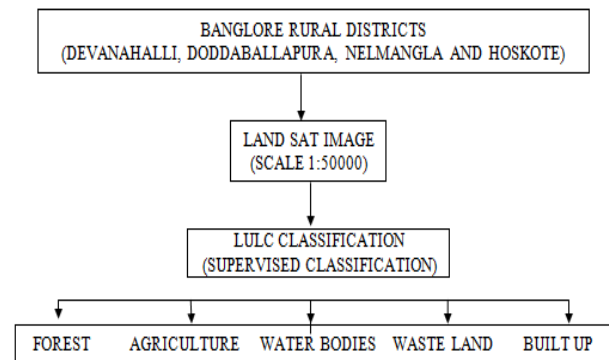 BANGLORE RURAL DISTRICTS
(DEVANAHALLI, DODDABALLAPURA, NELMANGLA AND HOSKOTE)
LAND SAT IMAGE
(SCALE 1:50000)
LULC CLASSIFICATION
(SUPERVISED CLASSIFICATION)
FOREST AGRICULTURE WATER BODIES WASTE LAND BUILT UP